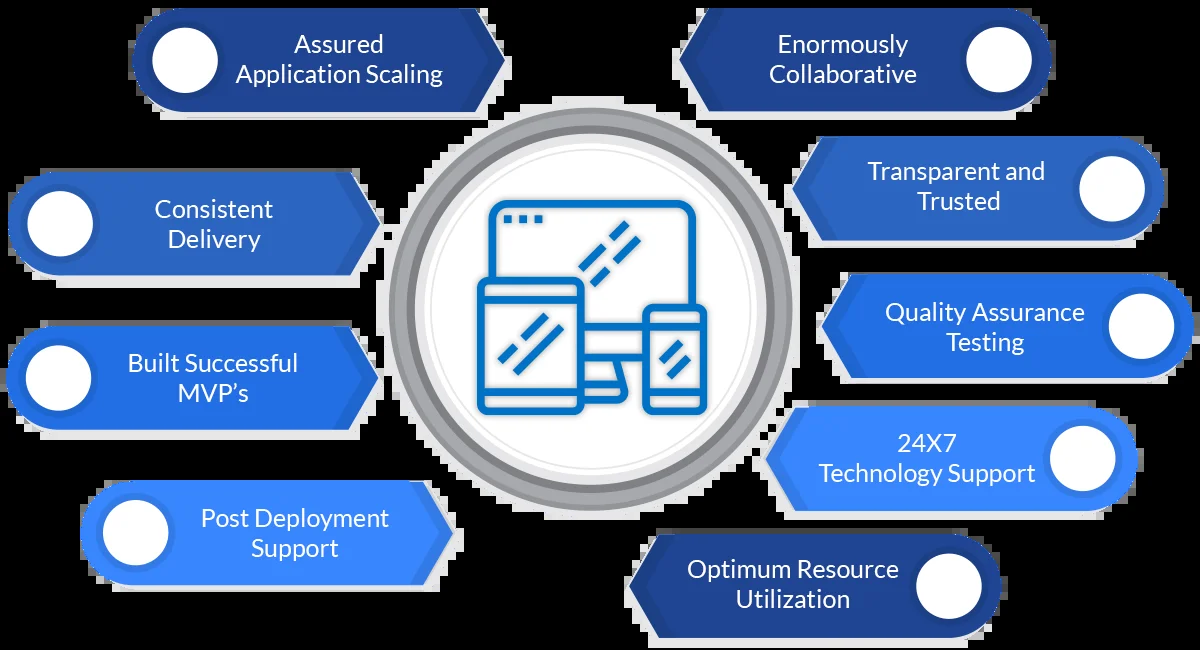 Assured
Application Scaling
Consistent
Delivery
Built Successful
MVP’s
Post Deployment
Support
Enormously
Collaborative
Transparent and
Trusted
Quality Assurance
Testing
24X7
Technology Support
Optimum Resource
Utilization